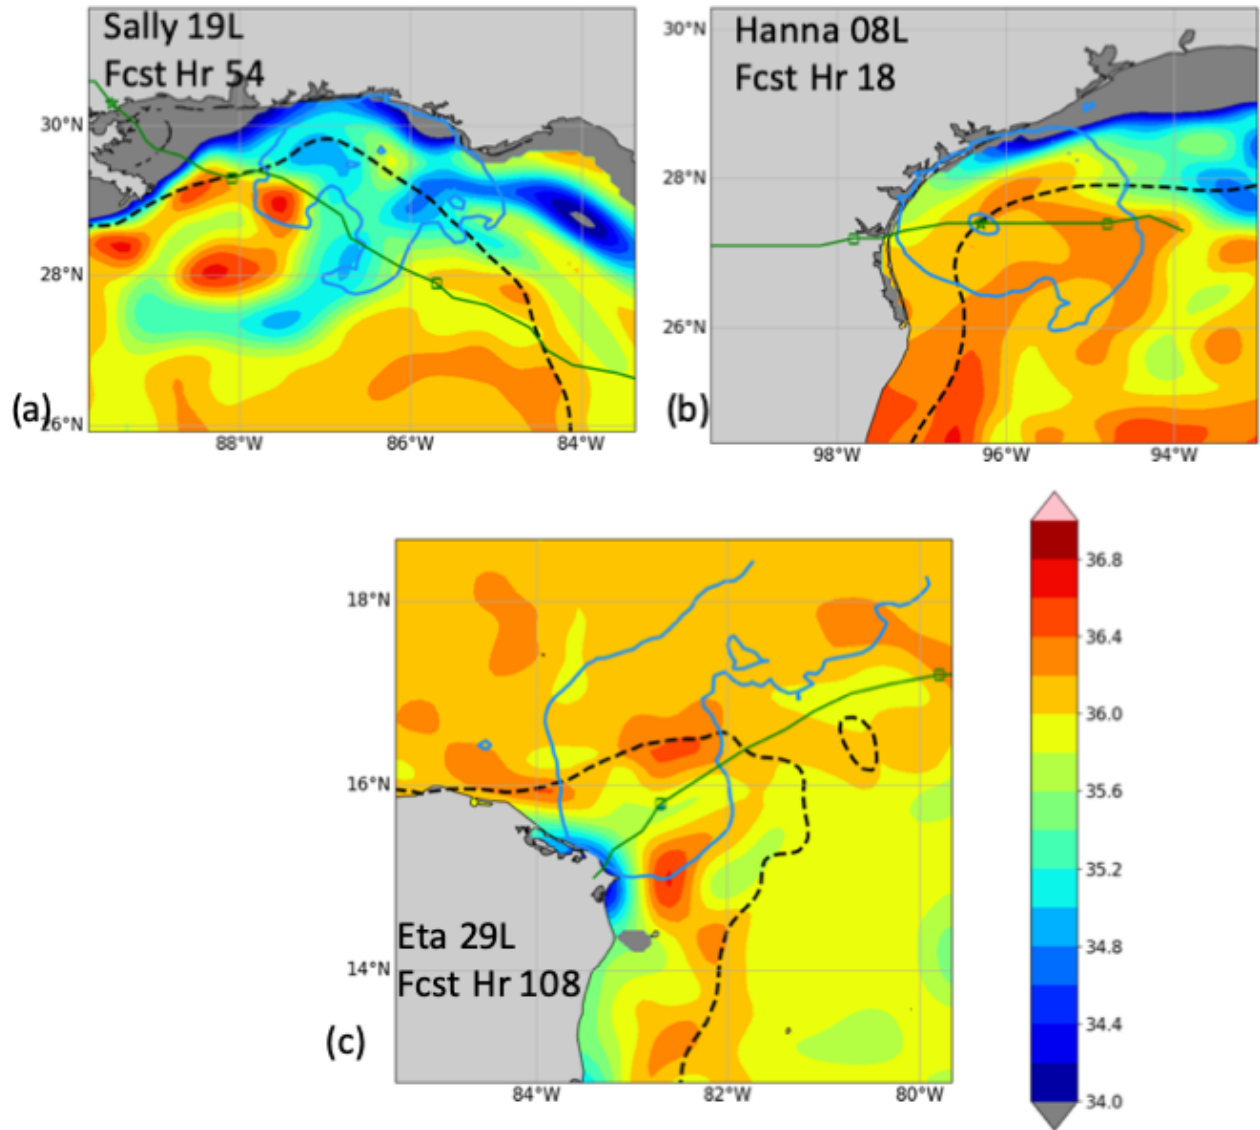 Sally 19L
Fcst Hr 54
30°N
28°N
26°N
88°W
86°W
84°W
(a)
Hanna 08L
Fcst Hr 18
30°N
28°N
26°N
98°W
96°W
94°W
(b)
18°N
16°N
14°N
Eta 29L
Fcst Hr 108
84°W
82°W
80°W
(c)
36.8
36.4
36.0
35.6
35.2
34.8
34.4
34.0